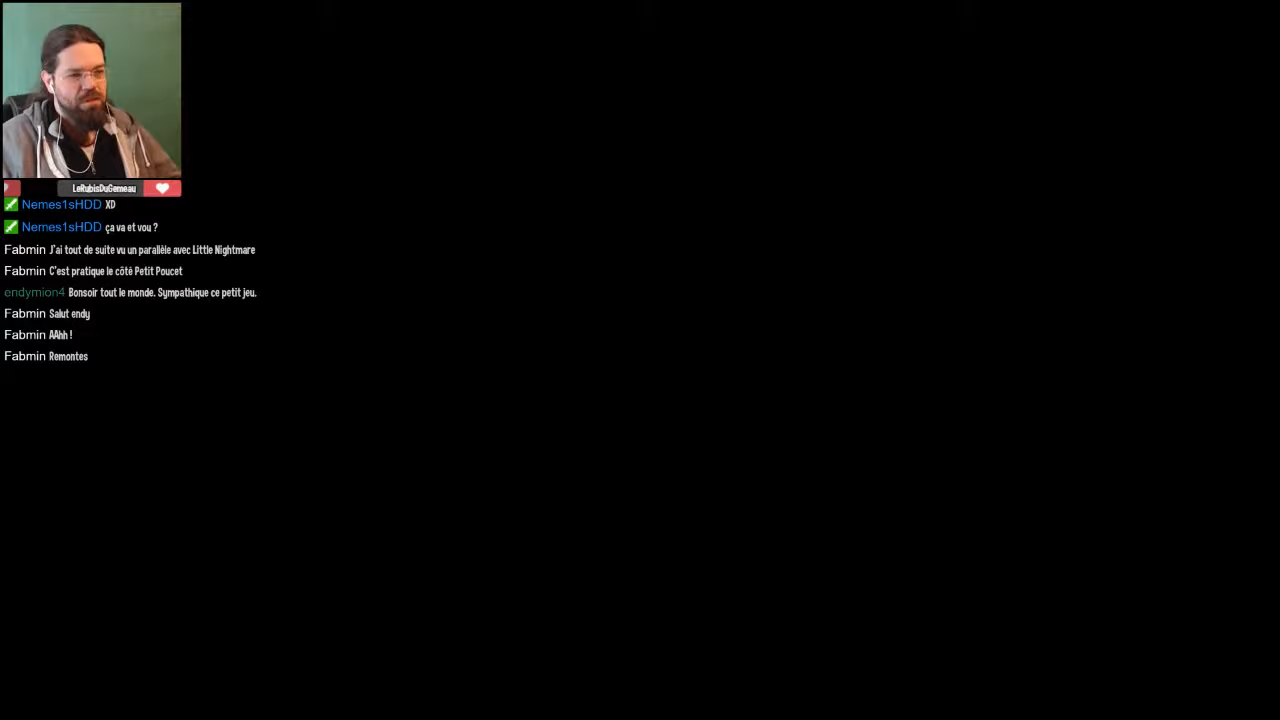 LeRubisDuGemeau
Nemes1sHDD XD
Nemes1sHDD ça va et vou ?
Fabmin J'ai tout de suite vu un parallèle avec Little Nightmare
Fabmin C'est pratique le côté Petit Poucet
endymion4 Bonsoir tout le monde. Sympathique ce petit jeu.
Fabmin Salut endy
Fabmin AAhh !
Fabmin Remontes